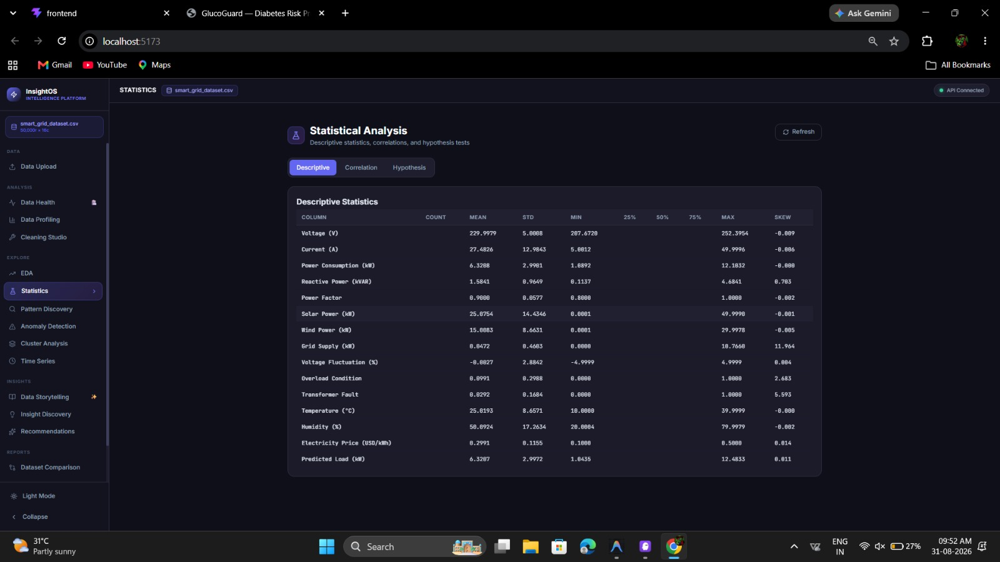 frontend
GlucoGuard — Diabetes Risk Pr
Ask Gemini
localhost:5173
Gmail
YouTube
Maps
All Bookmarks
InsightOS
INTELLIGENCE PLATFORM
STATISTICS
smart_grid_dataset.csv
API Connected
smart_grid_dataset.csv
50,000r × 16c
DATA
Data Upload
ANALYSIS
Data Health
Data Profiling
Cleaning Studio
EXPLORE
EDA
Statistics
Pattern Discovery
Anomaly Detection
Cluster Analysis
Time Series
INSIGHTS
Data Storytelling
Insight Discovery
Recommendations
REPORTS
Dataset Comparison
Light Mode
Collapse
Statistical Analysis
Descriptive statistics, correlations, and hypothesis tests
Refresh
Descriptive Correlation Hypothesis
Descriptive Statistics
COLUMN COUNT MEAN STD MIN 25% 50% 75% MAX SKEW
Voltage (V) 229.9979 5.0008 207.6720 252.3954 -0.009
Current (A) 27.4826 12.9843 5.0012 49.9996 -0.006
Power Consumption (kW) 6.3208 2.9901 1.0892 12.1032 -0.000
Reactive Power (kVAR) 1.5841 0.9649 0.1137 4.6841 0.703
Power Factor 0.9000 0.0577 0.8000 1.0000 -0.002
Solar Power (kW) 25.0754 14.4346 0.0001 49.9990 -0.001
Wind Power (kW) 15.0083 8.6631 0.0001 29.9978 -0.005
Grid Supply (kW) 0.0472 0.4603 0.0000 10.7660 11.964
Voltage Fluctuation (%) -0.0027 2.8842 -4.9999 4.9999 0.004
Overload Condition 0.0991 0.2988 0.0000 1.0000 2.683
Transformer Fault 0.0292 0.1684 0.0000 1.0000 5.593
Temperature (°C) 25.0193 8.6571 10.0000 39.9999 -0.000
Humidity (%) 50.0924 17.2634 20.0004 79.9979 -0.002
Electricity Price (USD/kWh) 0.2991 0.1155 0.1000 0.5000 0.014
Predicted Load (kW) 6.3207 2.9972 1.0435 12.4833 0.011
31°C
Partly sunny
Search
ENG
IN
27%
09:52 AM
31-08-2026